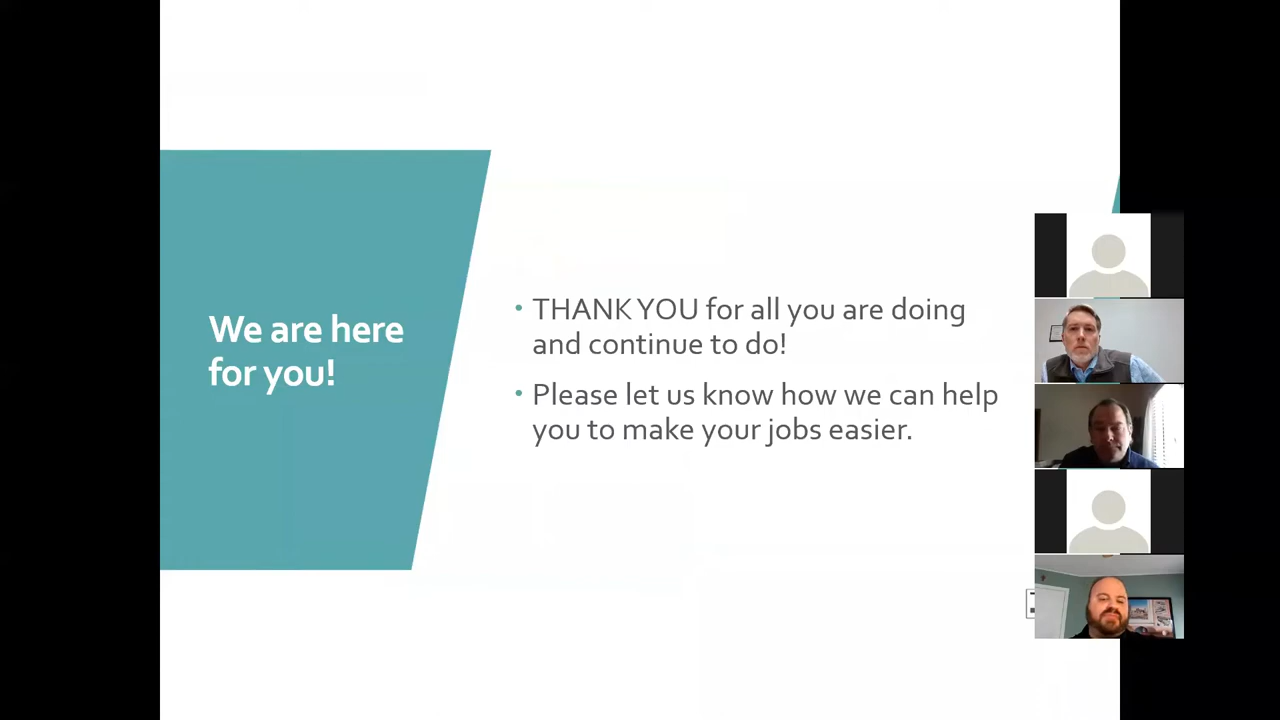 We are here
for you!
• THANK YOU for all you are doing
and continue to do!
• Please let us know how we can help
you to make your jobs easier.